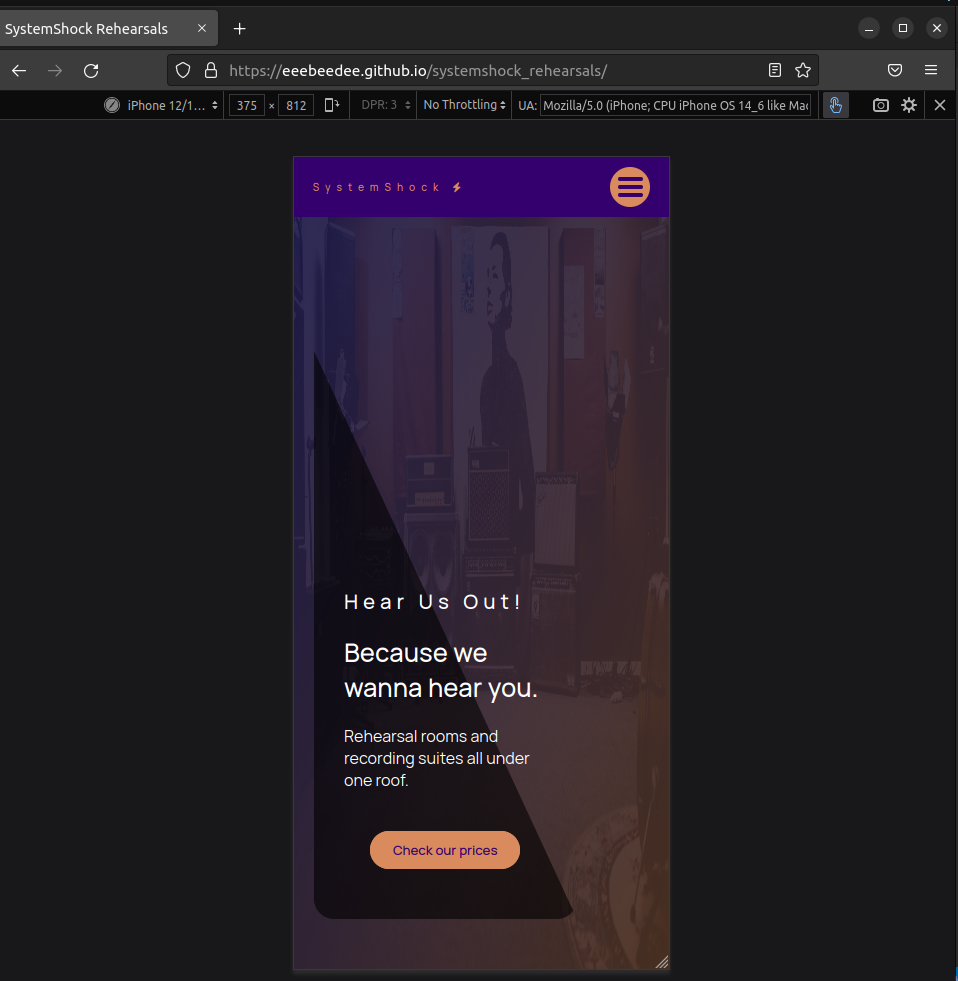 SystemShock Rehearsals
https://eeebeedee.github.io/systemshock_rehearsals/
iPhone 12/1... 375 × 812 DPR: 3 No Throttling UA: Mozilla/5.0 (iPhone; CPU iPhone OS 14_6 like Mac
SystemShock
Hear Us Out!
Because we
wanna hear you.
Rehearsal rooms and
recording suites all under
one roof.
Check our prices